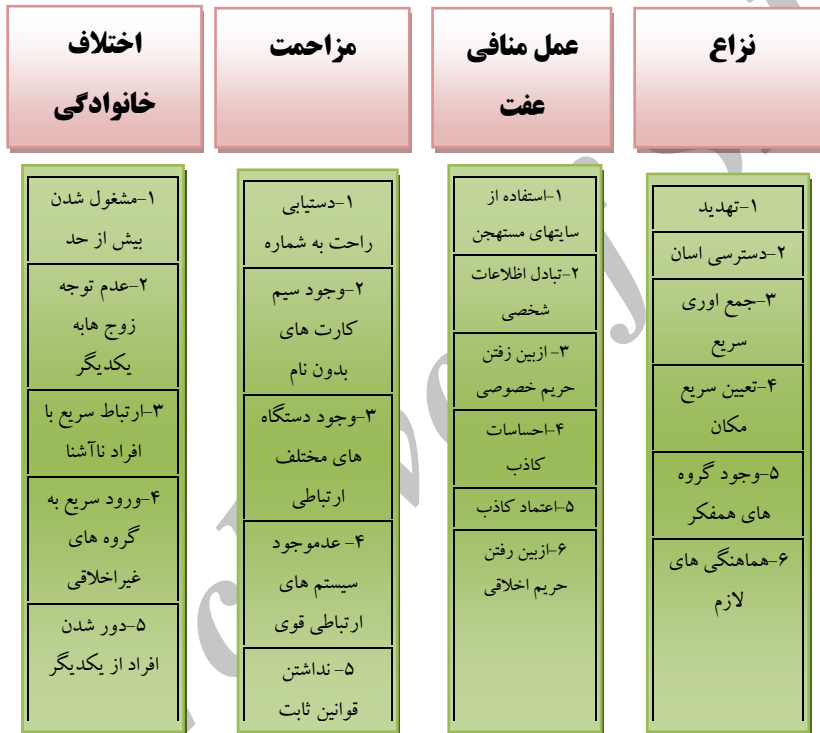 نزاع
۱-تهدید
۲-دسترسی اسان
۳-جمع اوری
سریع
۴-تعیین سریع
مکان
۵-وجود گروه
های همفکر
۶-هماهنگی های
لازم
عمل منافی
عفت
۱-استفاده از
سایتهای مستهجن
۲-تبادل اظلاعات
شخصی
۳- ازبین زفتن
حریم خصوصی
۴-احساسات
کاذب
۵-اعتماد کاذب
۶-ازبین رفتن
حریم اخلاقی
مزاحمت
۱-دستیابی
راحت به شماره
۲-وجود سیم
کارت های
بدون نام
۳-وجود دستگاه
های مختلف
ارتباطی
۴- عدموجود
سیستم های
ارتباطی قوی
۵- نداشتن
قوانین ثابت
اختلاف
خانوادگی
۱-مشغول شدن
بیش از حد
۲-عدم توجه
زوج هابه
یکدیگر
۳-ارتباط سریع با
افراد ناآشنا
۴-ورود سریع به
گروه های
غیراخلاقی
۵-دور شدن
افراد از یکدیگر